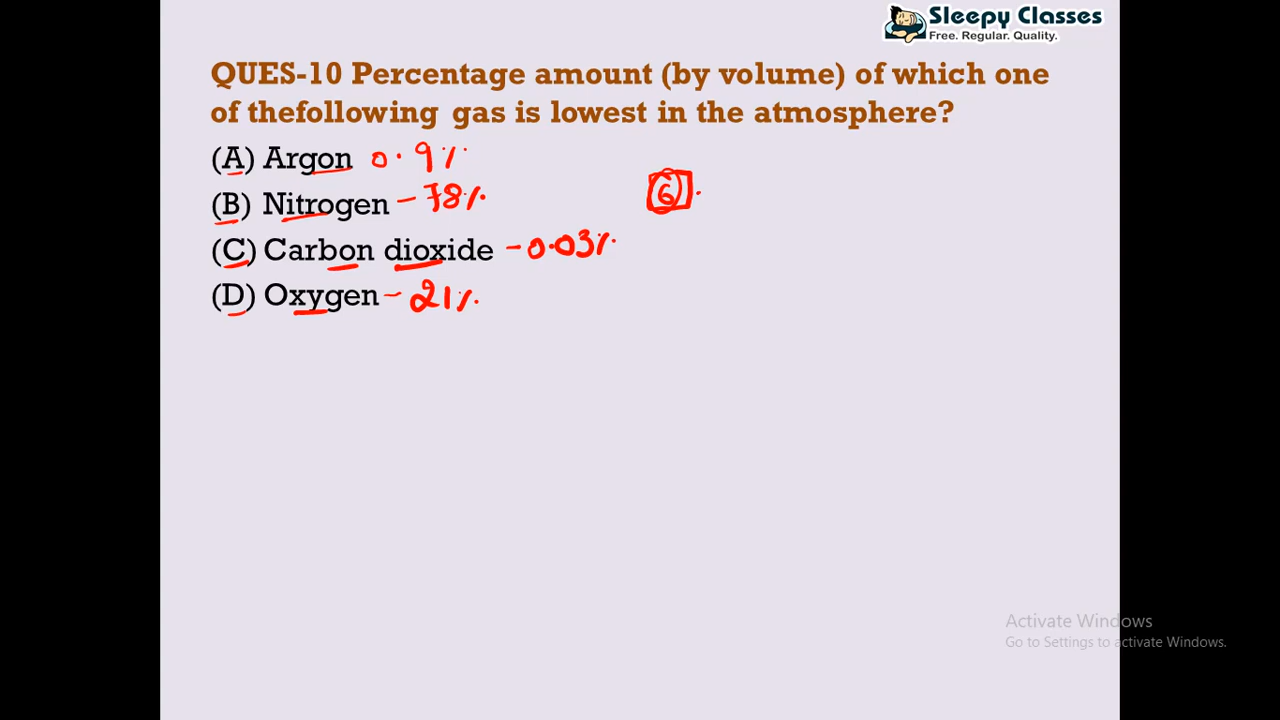 Sleepy Classes
Free. Regular. Quality.
QUES-10 Percentage amount (by volume) of which one
of thefollowing gas is lowest in the atmosphere?
(A) Argon 0.9%
(B) Nitrogen - 78%
6
(C) Carbon dioxide - 0.03%
(D) Oxygen - 21%
Activate Windows
Go to Settings to activate Windows.